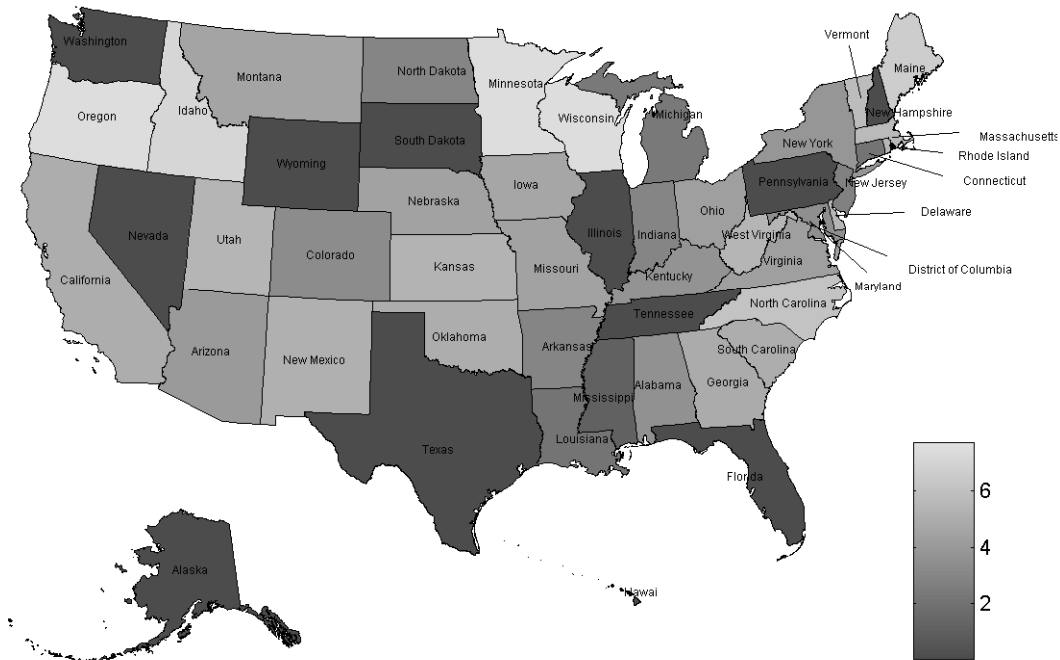 Washington
Vermont
Maine
North Dakota
Montana
Minnesota
Oregon
Idaho
Wisconsin
Michigan
New Hampshire
South Dakota
Massachusetts
New York
Rhode Island
Wyoming
Connecticut
Pennsylvania
New Jersey
Iowa
Nebraska
Delaware
Ohio
Nevada
Utah
Illinois
Indiana
West Virginia
Colorado
Virginia
District of Columbia
Kansas
Missouri
Kentucky
California
Maryland
North Carolina
Tennessee
Oklahoma
Arkansas
Arizona
New Mexico
South Carolina
Georgia
Alabama
Mississippi
Louisiana
Texas
Florida
6
4
Alaska
Hawai
2